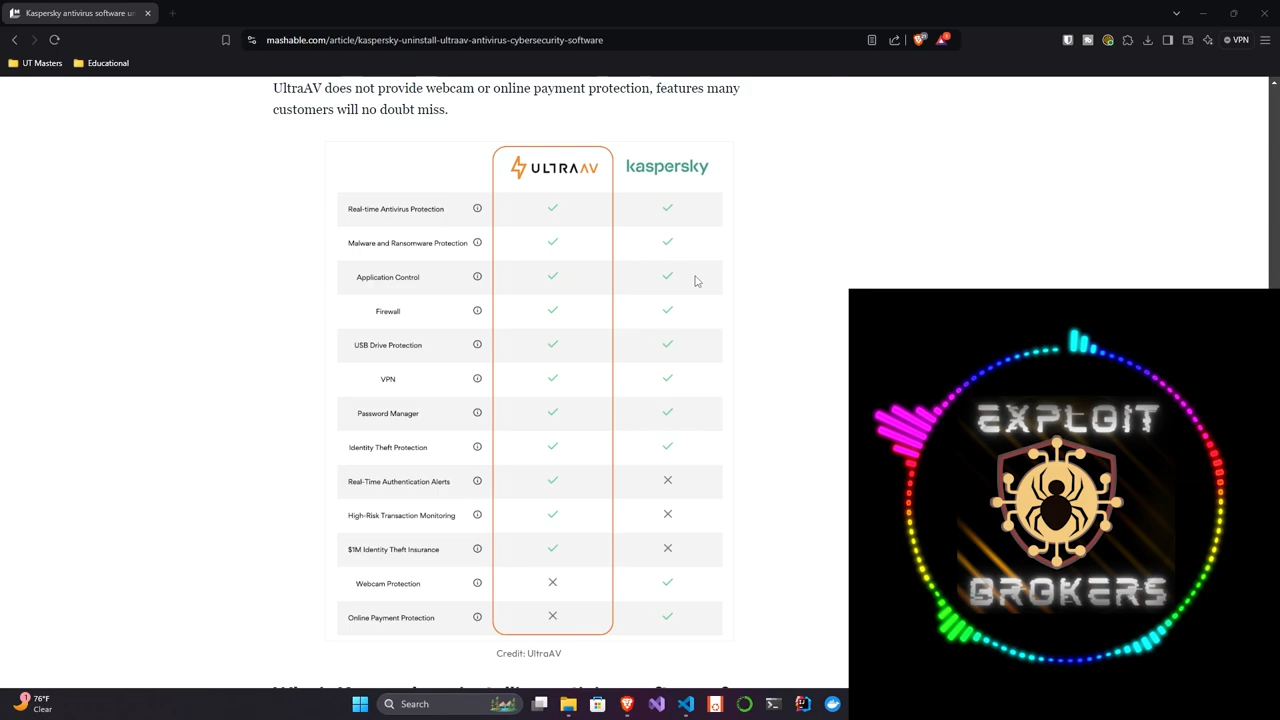 Kaspersky antivirus software un
mashable.com/article/kaspersky-uninstall-ultraav-antivirus-cybersecurity-software
VPN
UT Masters
Educational
UltraAV does not provide webcam or online payment protection, features many
customers will no doubt miss.
ULTRAAV kaspersky
Real-time Antivirus Protection
Malware and Ransomware Protection
Application Control
Firewall
USB Drive Protection
VPN
Password Manager
Identity Theft Protection
Real-Time Authentication Alerts
High-Risk Transaction Monitoring
$1M Identity Theft Insurance
Webcam Protection
Online Payment Protection
Credit: UltraAV
EXPLOIT
BROKERS
1
76°F
Clear
Search